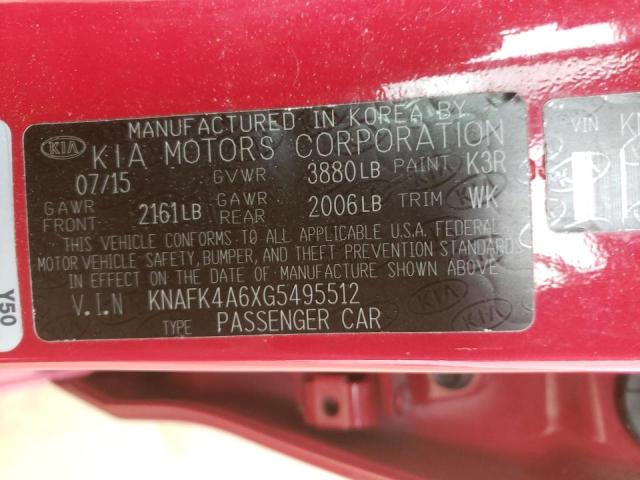 MANUFACTURED IN KOREA BY
KIA KIA MOTORS CORPORATION
07/15 GVWR 3880LB PAINT K3R
GAWR FRONT 2161LB GAWR REAR 2006LB TRIM WK
THIS VEHICLE CONFORMS TO ALL APPLICABLE U.S.A. FEDERAL
MOTOR VEHICLE SAFETY, BUMPER, AND THEFT PREVENTION STANDARDS
IN EFFECT ON THE DATE OF MANUFACTURE SHOWN ABOVE
V.I.N KNAFK4A6XG5495512
TYPE PASSENGER CAR
VIN
Y50